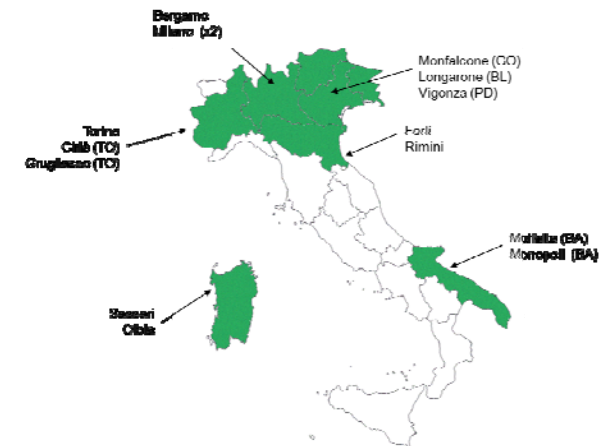 Bergamo
Milano (x2)
Monfalcone (GO)
Longarone (BL)
Vigonza (PD)
Torino
Ciriè (TO)
Grugliasco (TO)
Forlì
Rimini
Molfetta (BA)
Monopoli (BA)
Sassari
Olbia